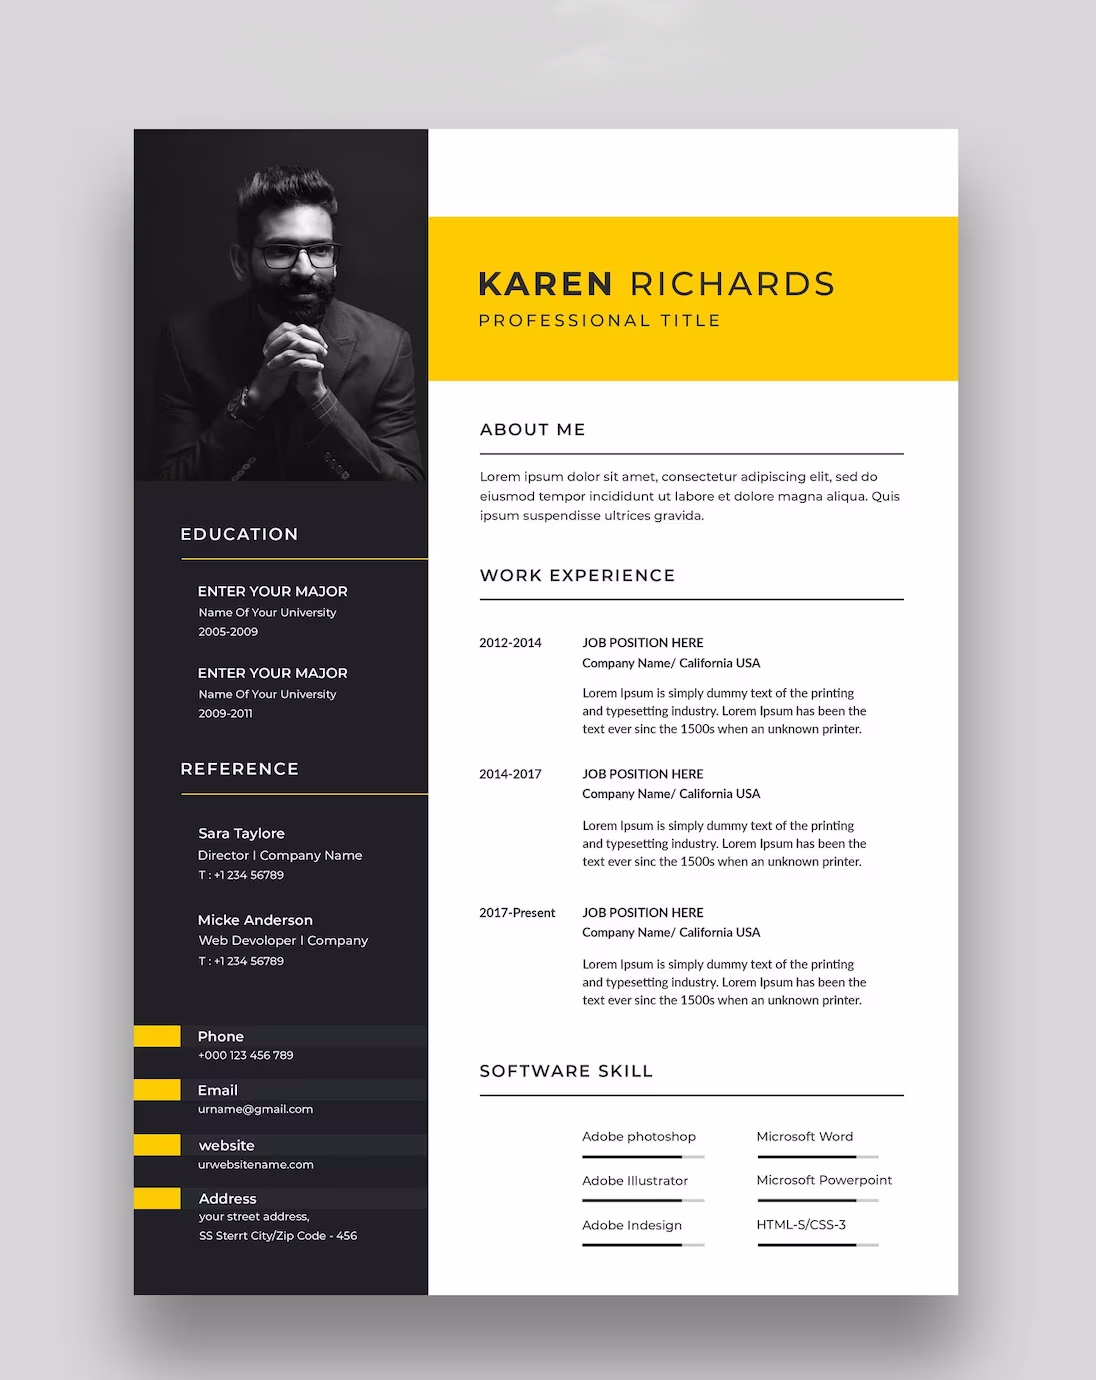 KAREN RICHARDS
PROFESSIONAL TITLE
EDUCATION
ENTER YOUR MAJOR
Name Of Your University
2005-2009
ENTER YOUR MAJOR
Name Of Your University
2009-2011
REFERENCE
Sara Taylore
Director I Company Name
T : +1 234 56789
Micke Anderson
Web Devoloper I Company
T : +1 234 56789
Phone
+000 123 456 789
Email
urname@gmail.com
website
urwebsitename.com
Address
your street address,
SS Sterrt City/Zip Code - 456
ABOUT ME
Lorem ipsum dolor sit amet, consectetur adipiscing elit, sed do
eiusmod tempor incididunt ut labore et dolore magna aliqua. Quis
ipsum suspendisse ultrices gravida.
WORK EXPERIENCE
2012-2014 JOB POSITION HERE
Company Name/ California USA
Lorem Ipsum is simply dummy text of the printing
and typesetting industry. Lorem Ipsum has been the
text ever sinc the 1500s when an unknown printer.
2014-2017 JOB POSITION HERE
Company Name/ California USA
Lorem Ipsum is simply dummy text of the printing
and typesetting industry. Lorem Ipsum has been the
text ever sinc the 1500s when an unknown printer.
2017-Present JOB POSITION HERE
Company Name/ California USA
Lorem Ipsum is simply dummy text of the printing
and typesetting industry. Lorem Ipsum has been the
text ever sinc the 1500s when an unknown printer.
SOFTWARE SKILL
Adobe photoshop Microsoft Word
Adobe Illustrator Microsoft Powerpoint
Adobe Indesign HTML-S/CSS-3